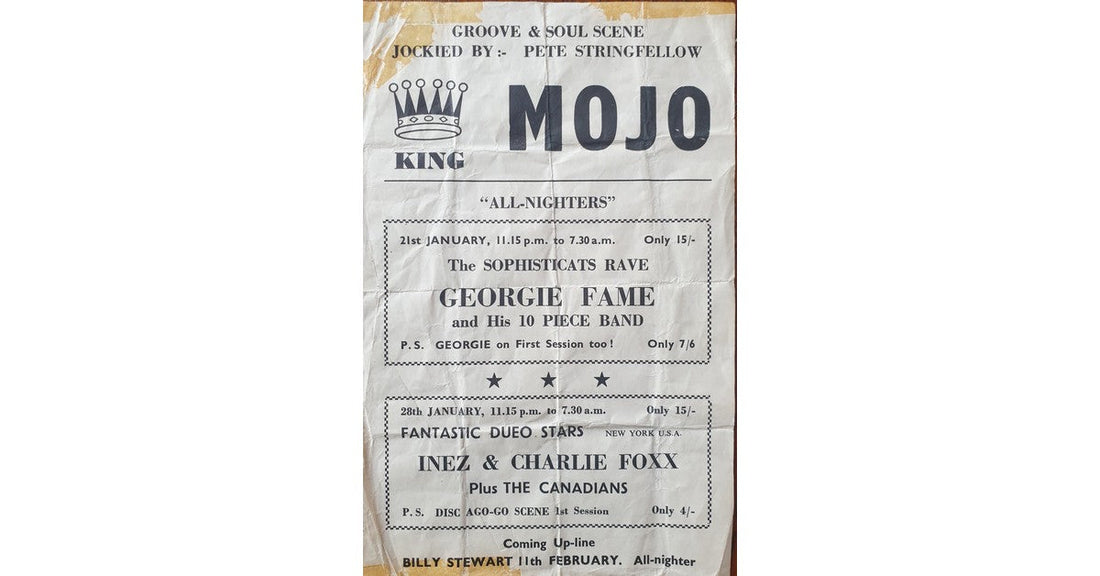 GROOVE & SOUL SCENE
JOCKIED BY :- PETE STRINGFELLOW
KING MOJO
“ALL-NIGHTERS”
21st JANUARY, 11.15 p.m. to 7.30 a.m. Only 15/-
The SOPHISTICATS RAVE
GEORGIE FAME
and His 10 PIECE BAND
P.S. GEORGIE on First Session too! Only 7/6
28th JANUARY, 11.15 p.m. to 7.30 a.m. Only 15/-
FANTASTIC DUEO STARS NEW YORK U.S.A.
INEZ & CHARLIE FOXX
Plus THE CANADIANS
P.S. DISC AGO-GO SCENE 1st Session Only 4/-
Coming Up-line
BILLY STEWART 11th FEBRUARY. All-nighter